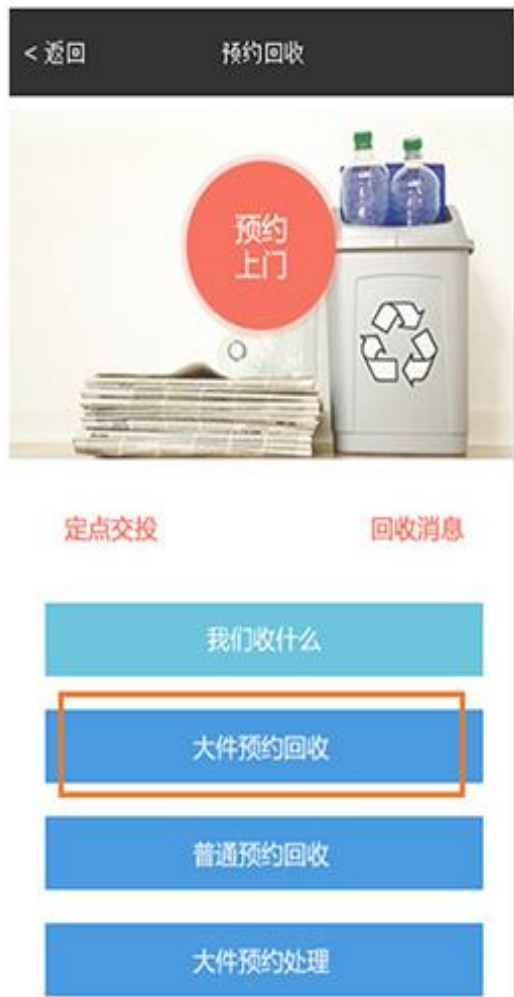 < 返回 预约回收
预约
上门
定点交投 回收消息
我们收什么
大件预约回收
普通预约回收
大件预约处理